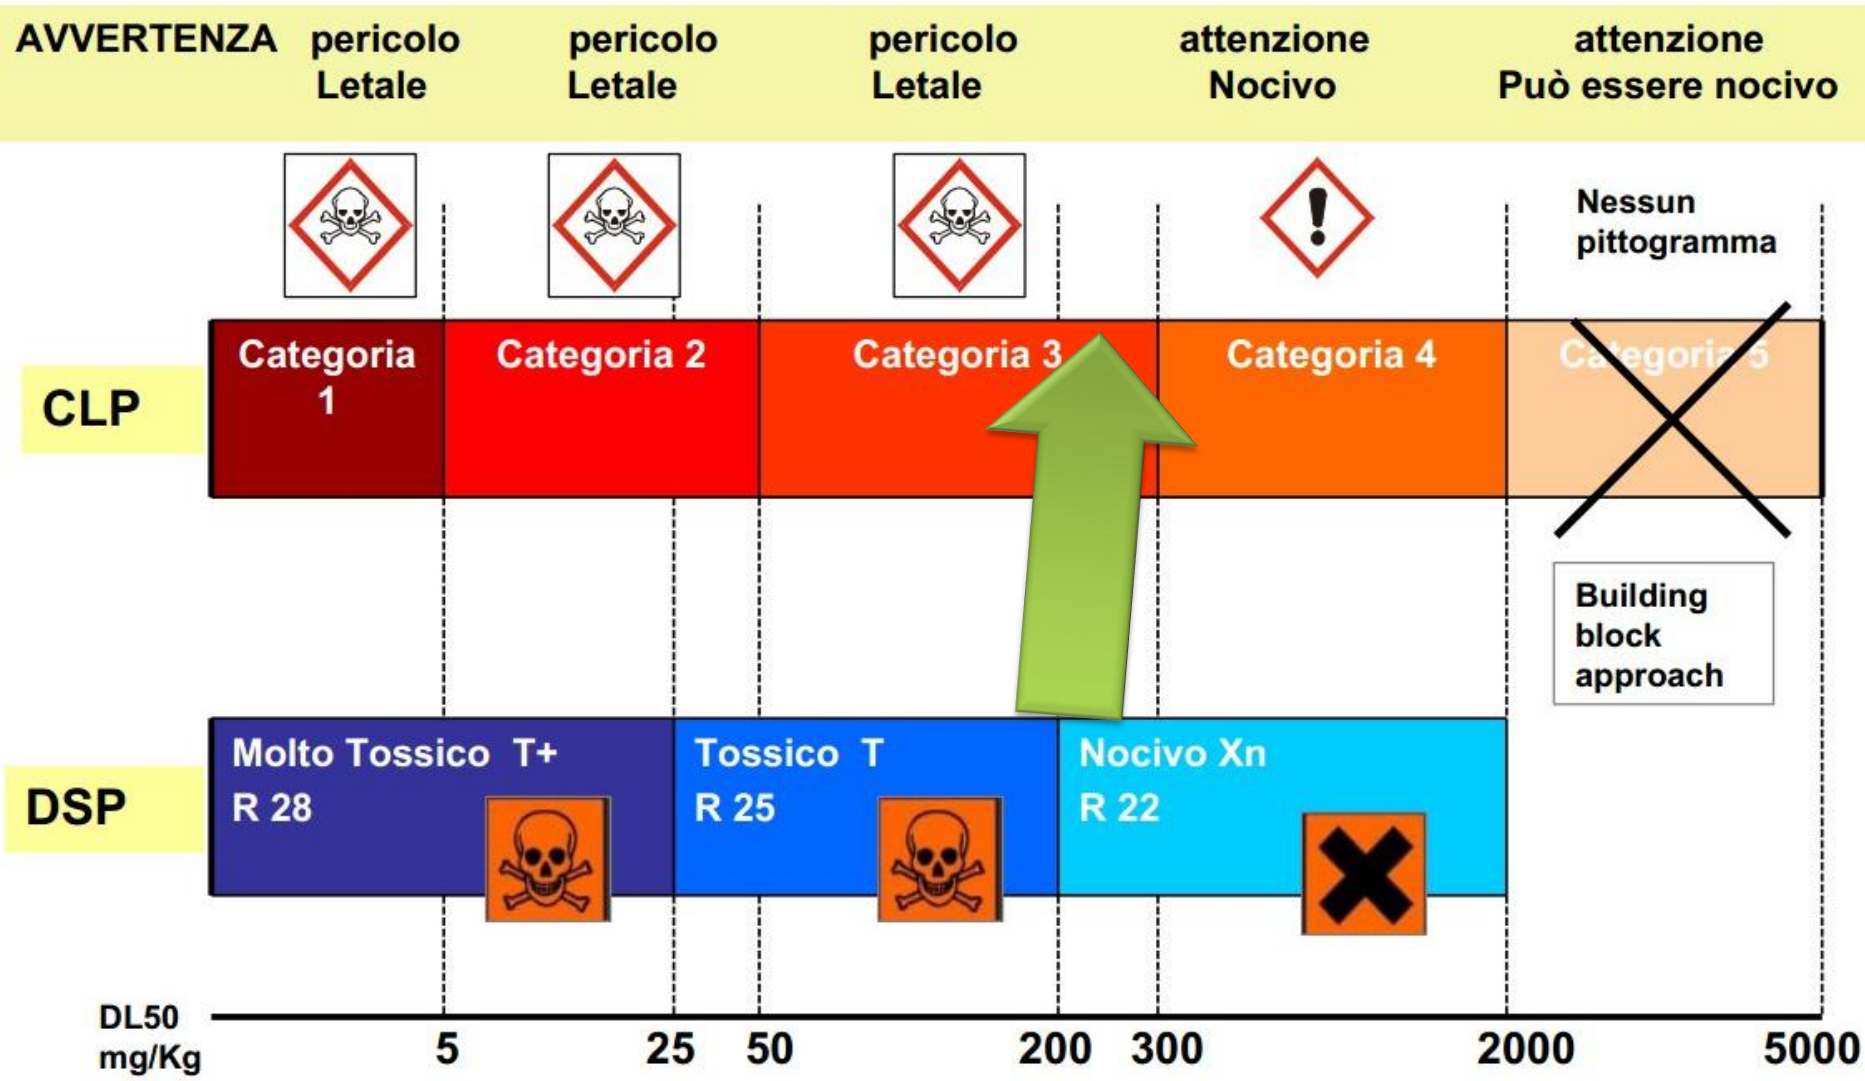 AVVERTENZA pericolo pericolo pericolo attenzione attenzione
Letale Letale Letale Nocivo Può essere nocivo
Nessun
pittogramma
Categoria
1
Categoria 2
Categoria 3
Categoria 4
Categoria 5
CLP
Building
block
approach
Molto Tossico T+
R 28
Tossico T
R 25
Nocivo Xn
R 22
DSP
DL50
mg/Kg
5 25 50 200 300 2000 5000